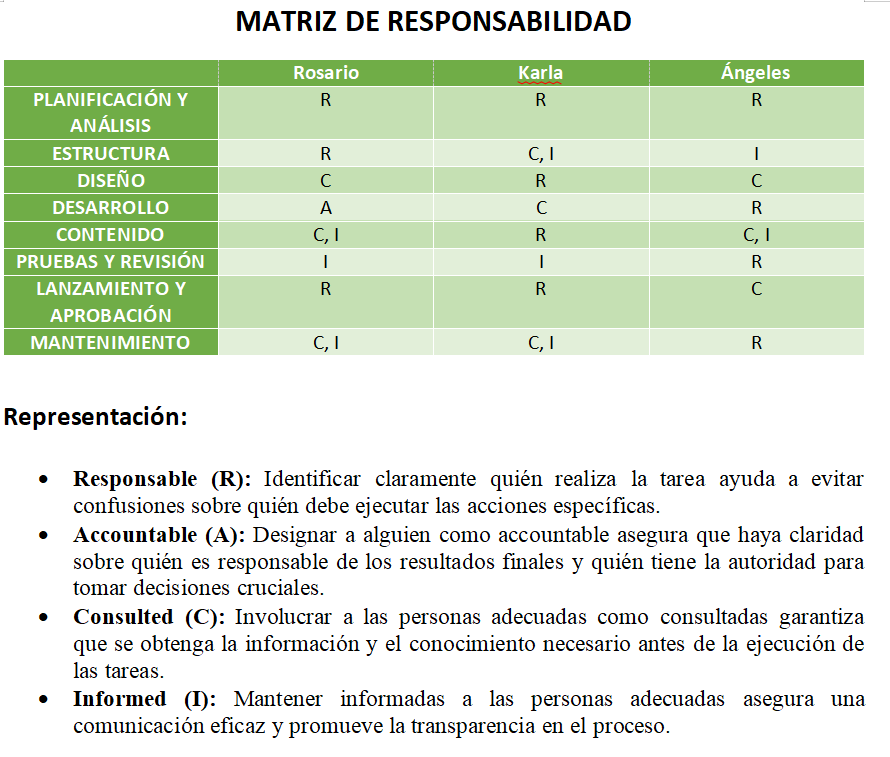 MATRIZ DE RESPONSABILIDAD
Rosario Karla Ángeles
PLANIFICACIÓN Y R R R
ANÁLISIS
ESTRUCTURA R C, I I
DISEÑO C R C
DESARROLLO A C R
CONTENIDO C, I R C, I
PRUEBAS Y REVISIÓN I I R
LANZAMIENTO Y R R C
APROBACIÓN
MANTENIMIENTO C, I C, I R
Representación:
• Responsable (R): Identificar claramente quién realiza la tarea ayuda a evitar
confusiones sobre quién debe ejecutar las acciones específicas.
• Accountable (A): Designar a alguien como accountable asegura que haya claridad
sobre quién es responsable de los resultados finales y quién tiene la autoridad para
tomar decisiones cruciales.
• Consulted (C): Involucrar a las personas adecuadas como consultadas garantiza
que se obtenga la información y el conocimiento necesario antes de la ejecución de
las tareas.
• Informed (I): Mantener informadas a las personas adecuadas asegura una
comunicación eficaz y promueve la transparencia en el proceso.